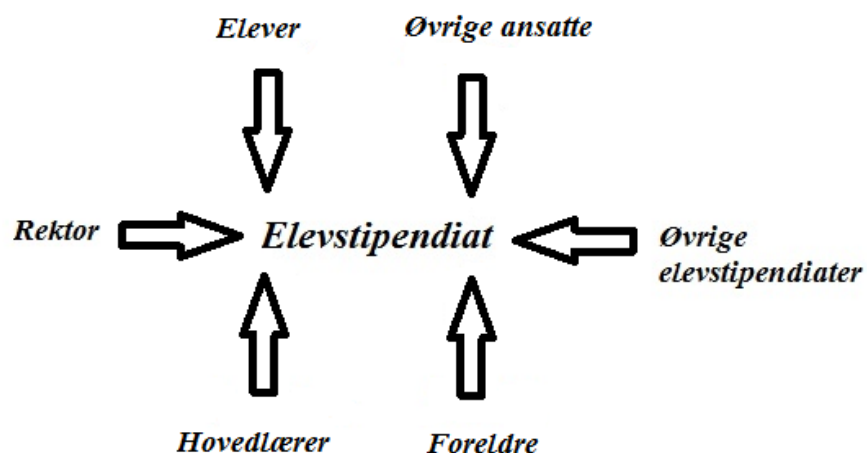 Elever
Øvrige ansatte
Rektor
Elevstipendiat
Øvrige
elevstipendiater
Hovedlærer
Foreldre